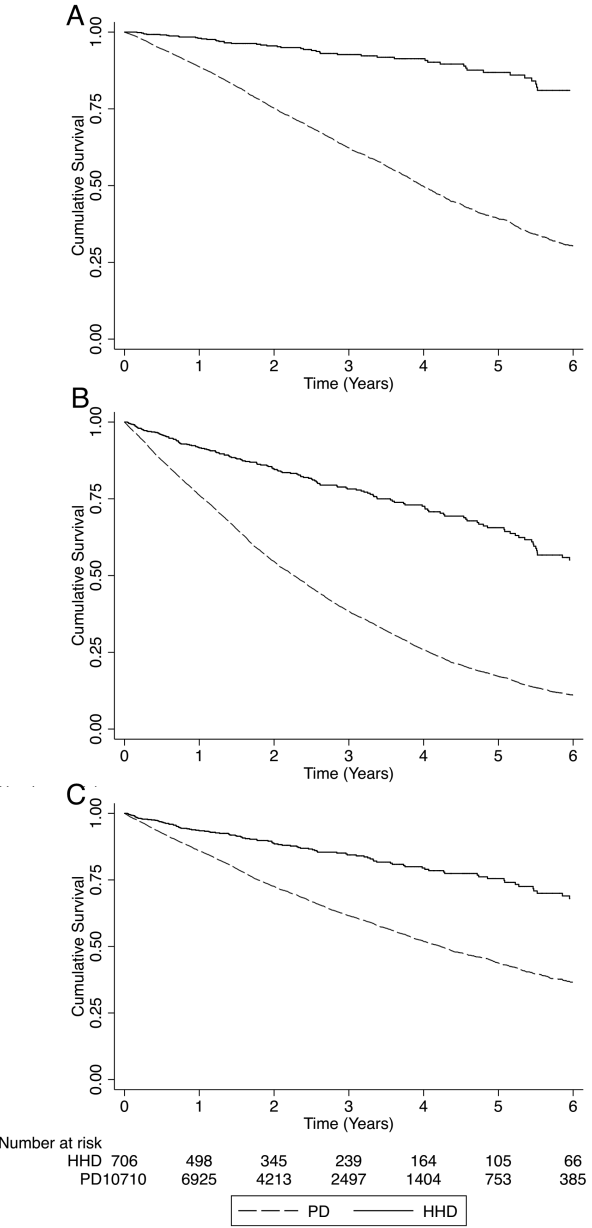 A
1.00
0.75
0.50
0.25
0.00
Cumulative Survival
0 1 2 3 4 5 6
Time (Years)
B
1.00
0.75
0.50
0.25
0.00
Cumulative Survival
0 1 2 3 4 5 6
Time (Years)
C
1.00
0.75
0.50
0.25
0.00
Cumulative Survival
0 1 2 3 4 5 6
Time (Years)
Number at risk
HHD 706 498 345 239 164 105 66
PD10710 6925 4213 2497 1404 753 385
PD HHD